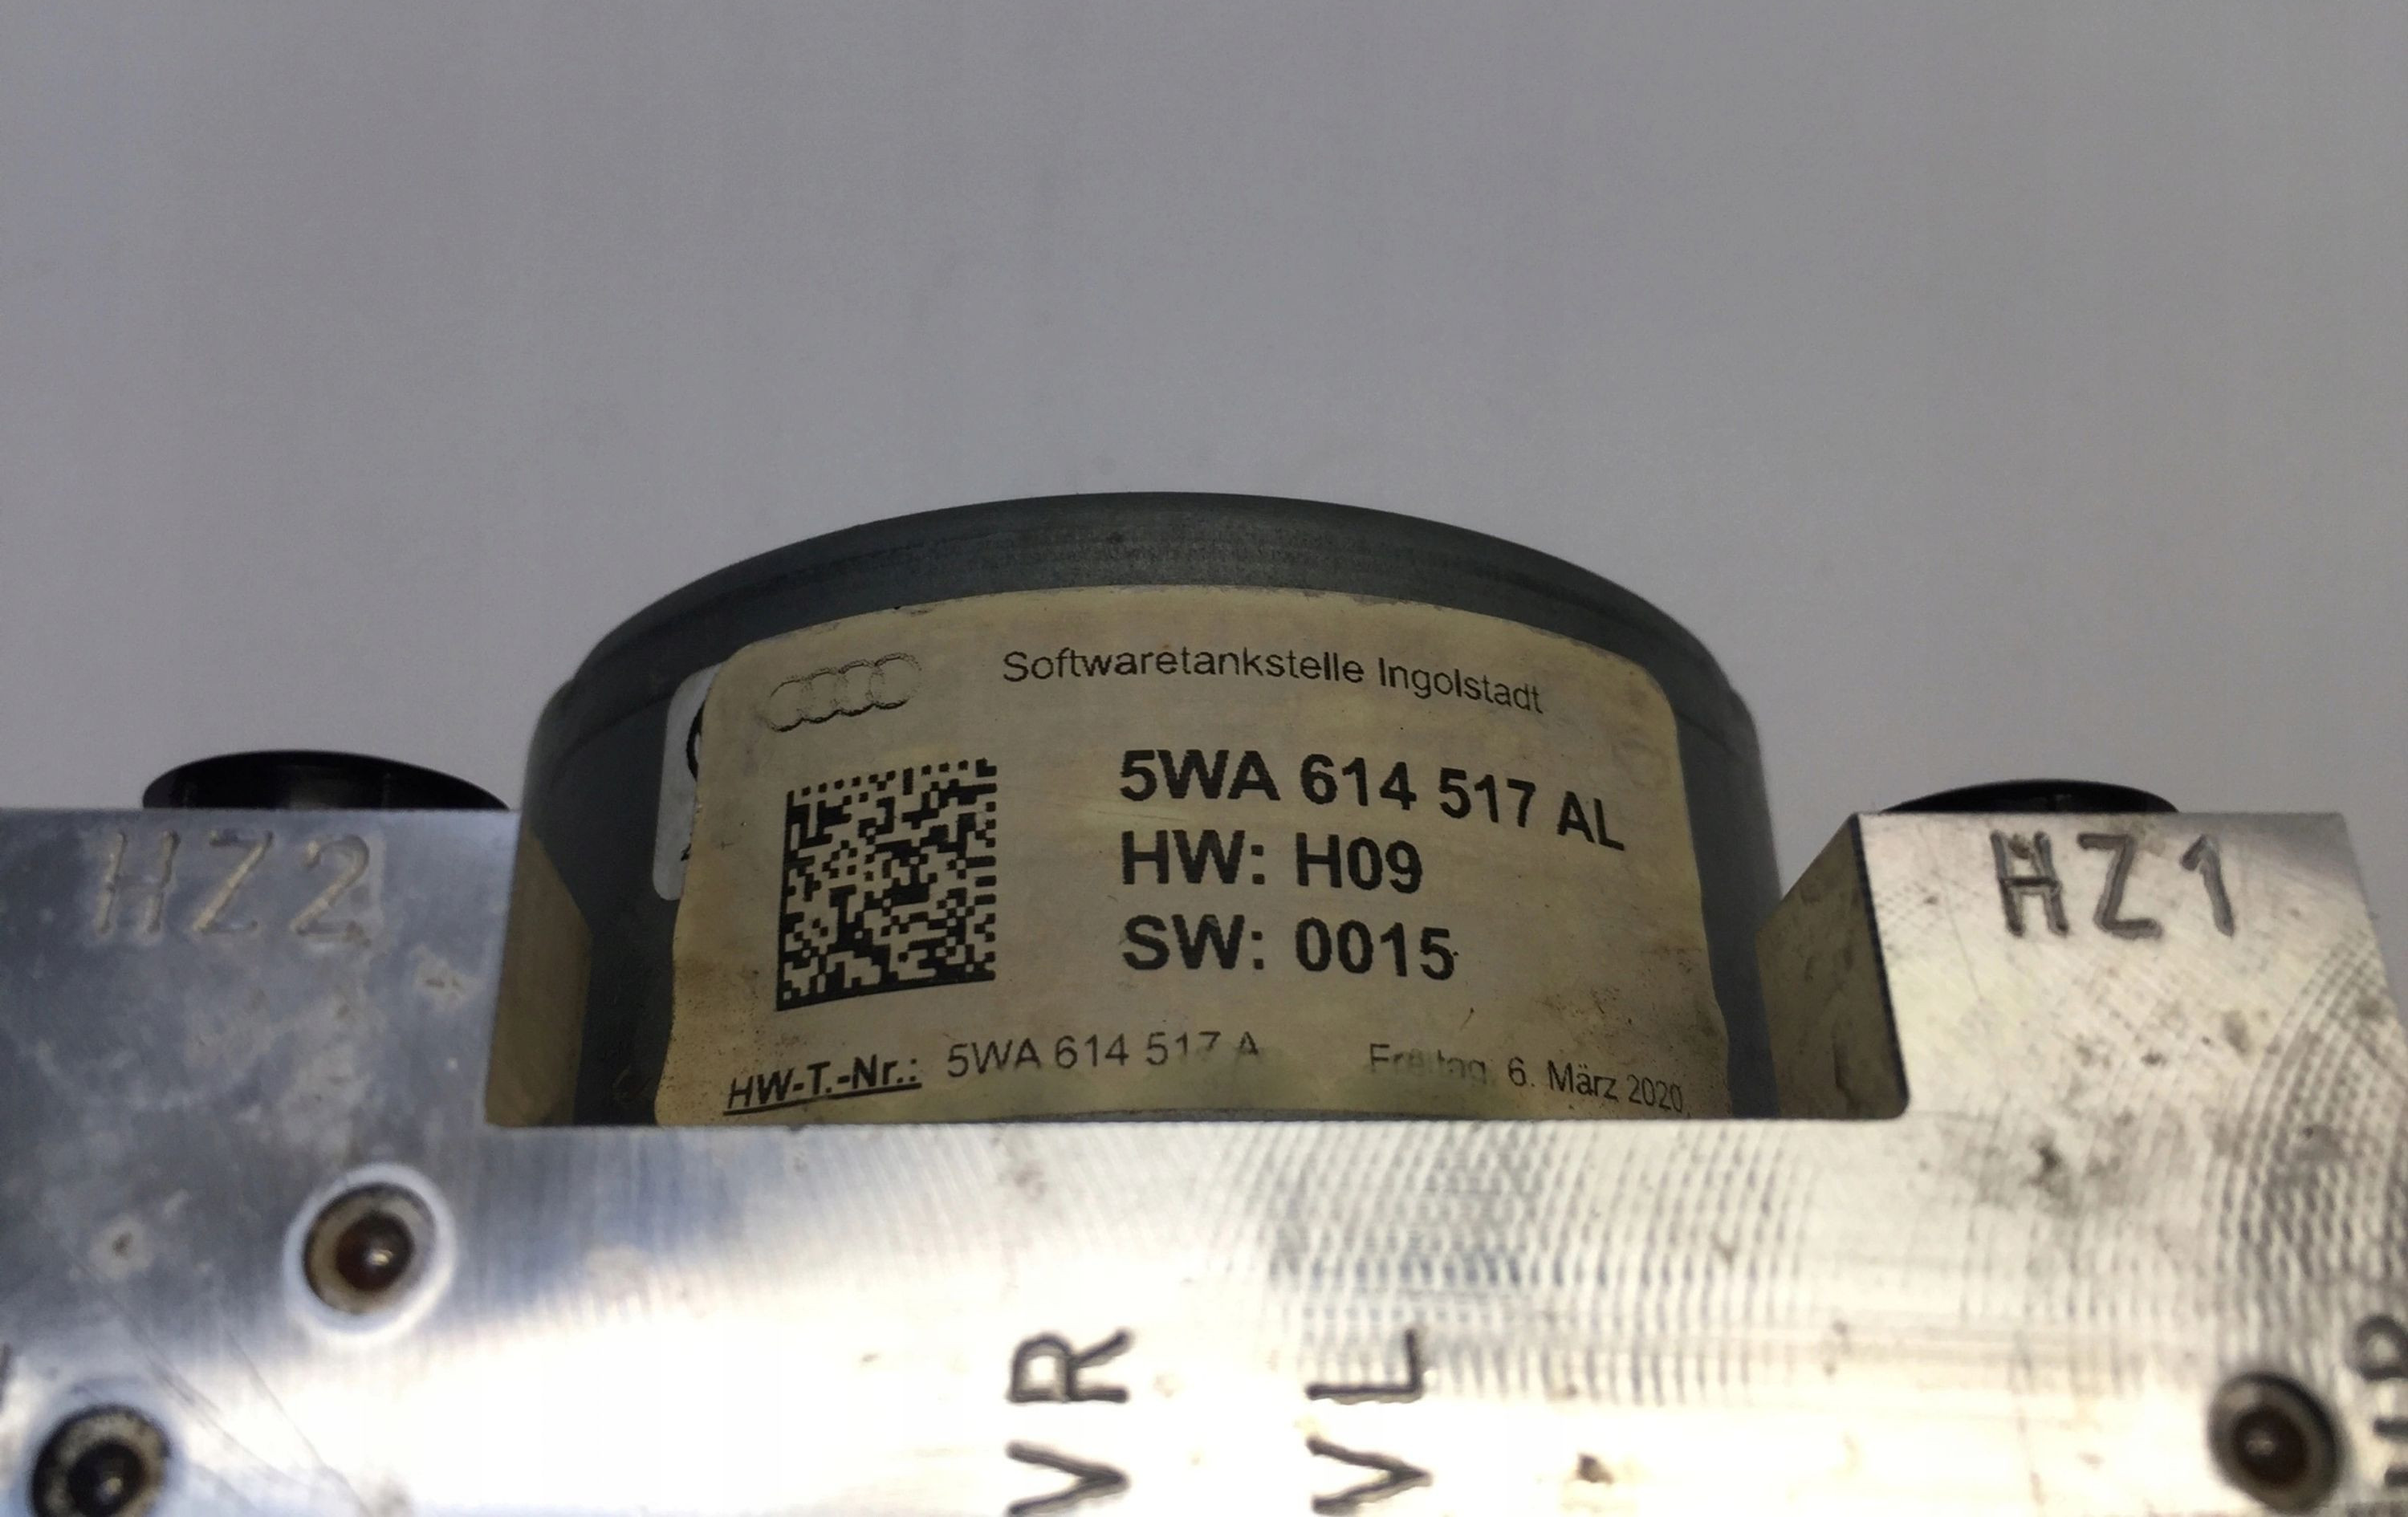 Softwaretankstelle Ingolstadt
5WA 614 517 AL
HW: H09
SW: 0015
HW-T.-Nr.: 5WA 614 517 A
Freitag, 6. März 2020
HZ2
HZ1
VR
VL